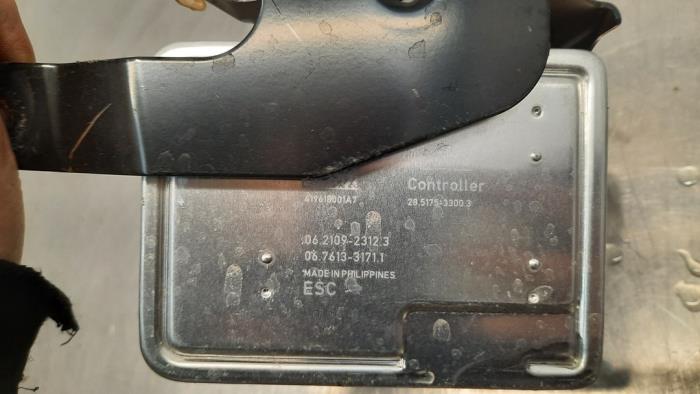 Controller
419618001A7 28.5175-3300.3
06.2109-2312.3
06.7613-3171.1
MADE IN PHILIPPINES
ESC